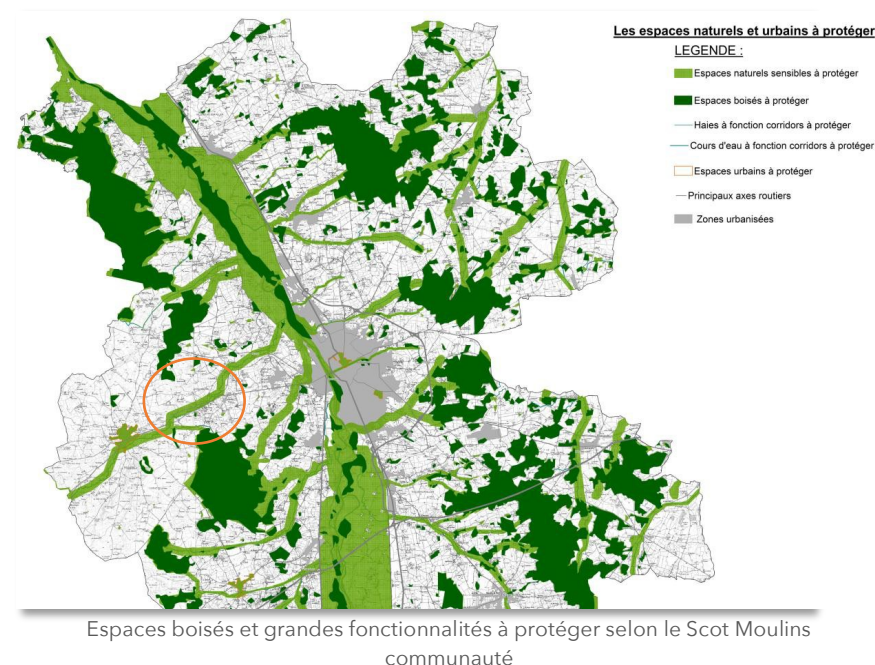 Les espaces naturels et urbains à protéger
LEGENDE :
Espaces naturels sensibles à protéger
Espaces boisés à protéger
Haies à fonction corridors à protéger
Cours d'eau à fonction corridors à protéger
Espaces urbains à protéger
Principaux axes routiers
Zones urbanisées
Espaces boisés et grandes fonctionnalités à protéger selon le Scot Moulins
communauté